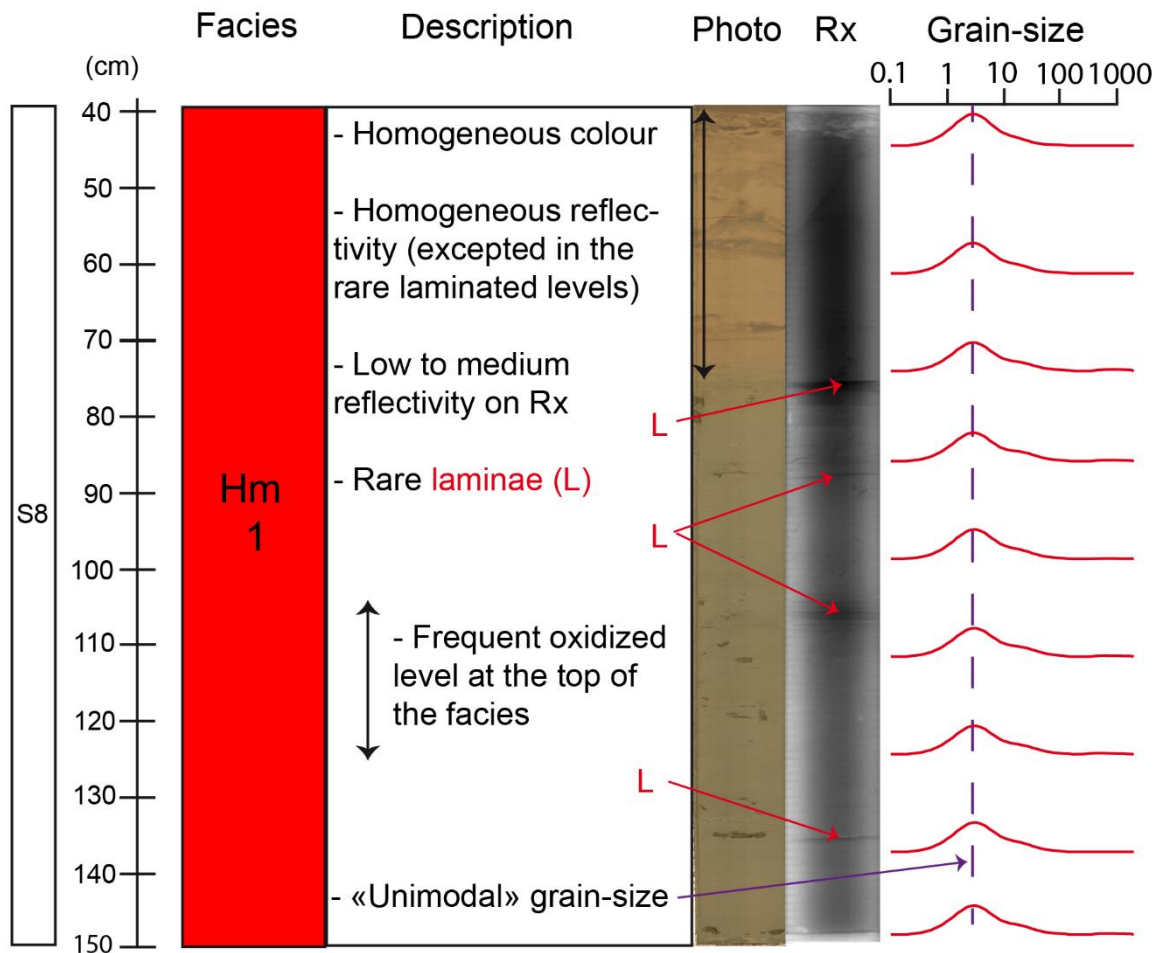 Facies Description Photo Rx Grain-size
(cm)
0.1 1 10 100 1000
40
50
60
70
80
90
100
110
120
130
140
150
S8
Hm
1
- Homogeneous colour
- Homogeneous reflec-
tivity (excepted in the
rare laminated levels)
- Low to medium
reflectivity on Rx
L
- Rare laminae (L)
L
- Frequent oxidized
level at the top of
the facies
L
- «Unimodal» grain-size